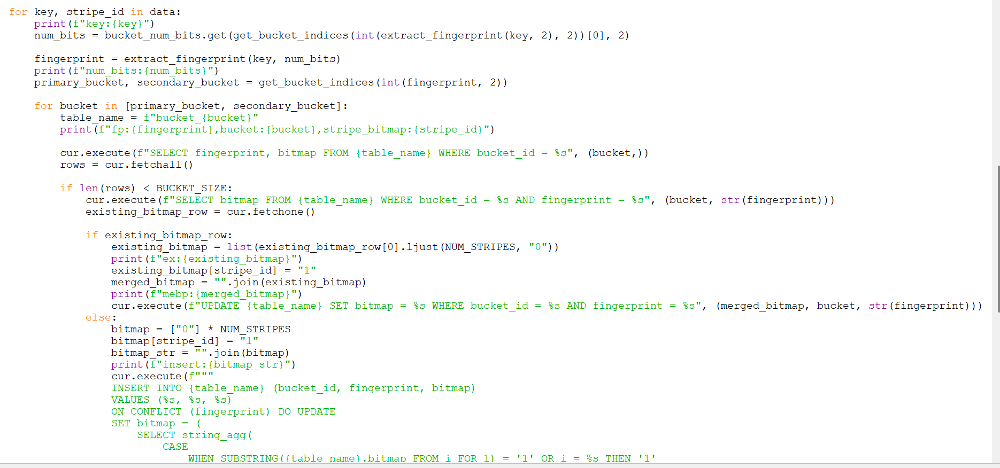 for key, stripe_id in data:
    print(f"key:{key}")
    num_bits = bucket_num_bits.get(get_bucket_indices(int(extract_fingerprint(key, 2), 2))[0], 2)

    fingerprint = extract_fingerprint(key, num_bits)
    print(f"num_bits:{num_bits}")
    primary_bucket, secondary_bucket = get_bucket_indices(int(fingerprint, 2))

    for bucket in [primary_bucket, secondary_bucket]:
        table_name = f"bucket_{bucket}"
        print(f"fp:{fingerprint},bucket:{bucket},stripe_bitmap:{stripe_id}")

        cur.execute(f"SELECT fingerprint, bitmap FROM {table_name} WHERE bucket_id = %s", (bucket,))
        rows = cur.fetchall()

        if len(rows) < BUCKET_SIZE:
            cur.execute(f"SELECT bitmap FROM {table_name} WHERE bucket_id = %s AND fingerprint = %s", (bucket, str(fingerprint)))
            existing_bitmap_row = cur.fetchone()

            if existing_bitmap_row:
                existing_bitmap = list(existing_bitmap_row[0].ljust(NUM_STRIPES, "0"))
                print(f"ex:{existing_bitmap}")
                existing_bitmap[stripe_id] = "1"
                merged_bitmap = "".join(existing_bitmap)
                print(f"mebp:{merged_bitmap}")
                cur.execute(f"UPDATE {table_name} SET bitmap = %s WHERE bucket_id = %s AND fingerprint = %s", (merged_bitmap, bucket, str(fingerprint)))
            else:
                bitmap = ["0"] * NUM_STRIPES
                bitmap[stripe_id] = "1"
                bitmap_str = "".join(bitmap)
                print(f"insert:{bitmap_str}")
                cur.execute(f"""
                INSERT INTO {table_name} (bucket_id, fingerprint, bitmap)
                VALUES (%s, %s, %s)
                ON CONFLICT (fingerprint) DO UPDATE
                SET bitmap = (
                    SELECT string_agg(
                        CASE
                            WHEN SUBSTRING({table_name}.bitmap FROM i FOR 1) = '1' OR i = %s THEN '1'